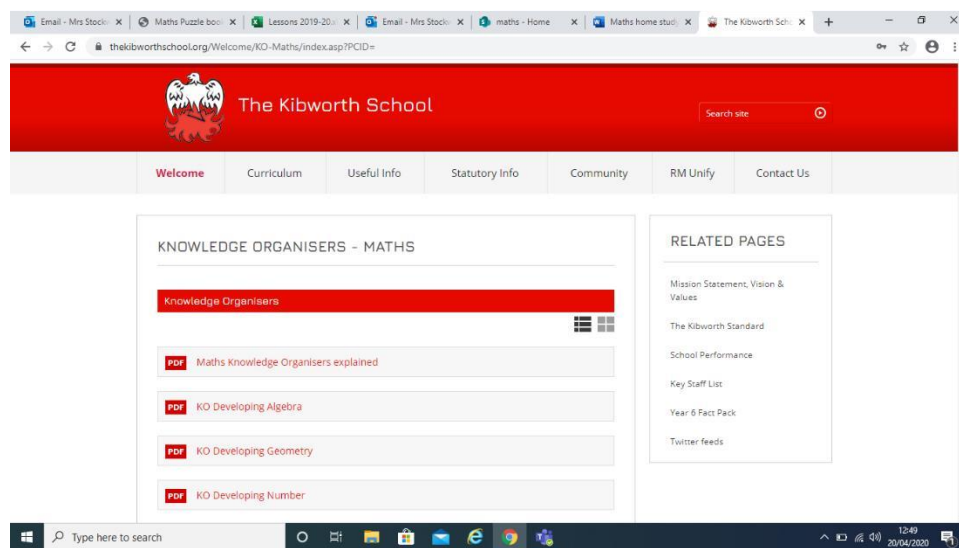 Email - Mrs Stocke
Maths Puzzle boo
Lessons 2019-20
Email - Mrs Stocke
maths - Home
Maths home study
The Kibworth Scho
thekibworthschool.org/Welcome/KO-Maths/index.asp?PCID=
The Kibworth School
Search site
Welcome
Curriculum
Useful Info
Statutory Info
Community
RM Unify
Contact Us
KNOWLEDGE ORGANISERS - MATHS
Knowledge Organisers
PDF Maths Knowledge Organisers explained
PDF KO Developing Algebra
PDF KO Developing Geometry
PDF KO Developing Number
RELATED PAGES
Mission Statement, Vision &
Values
The Kibworth Standard
School Performance
Key Staff List
Year 6 Fact Pack
Twitter feeds
Type here to search
12:49
20/04/2020